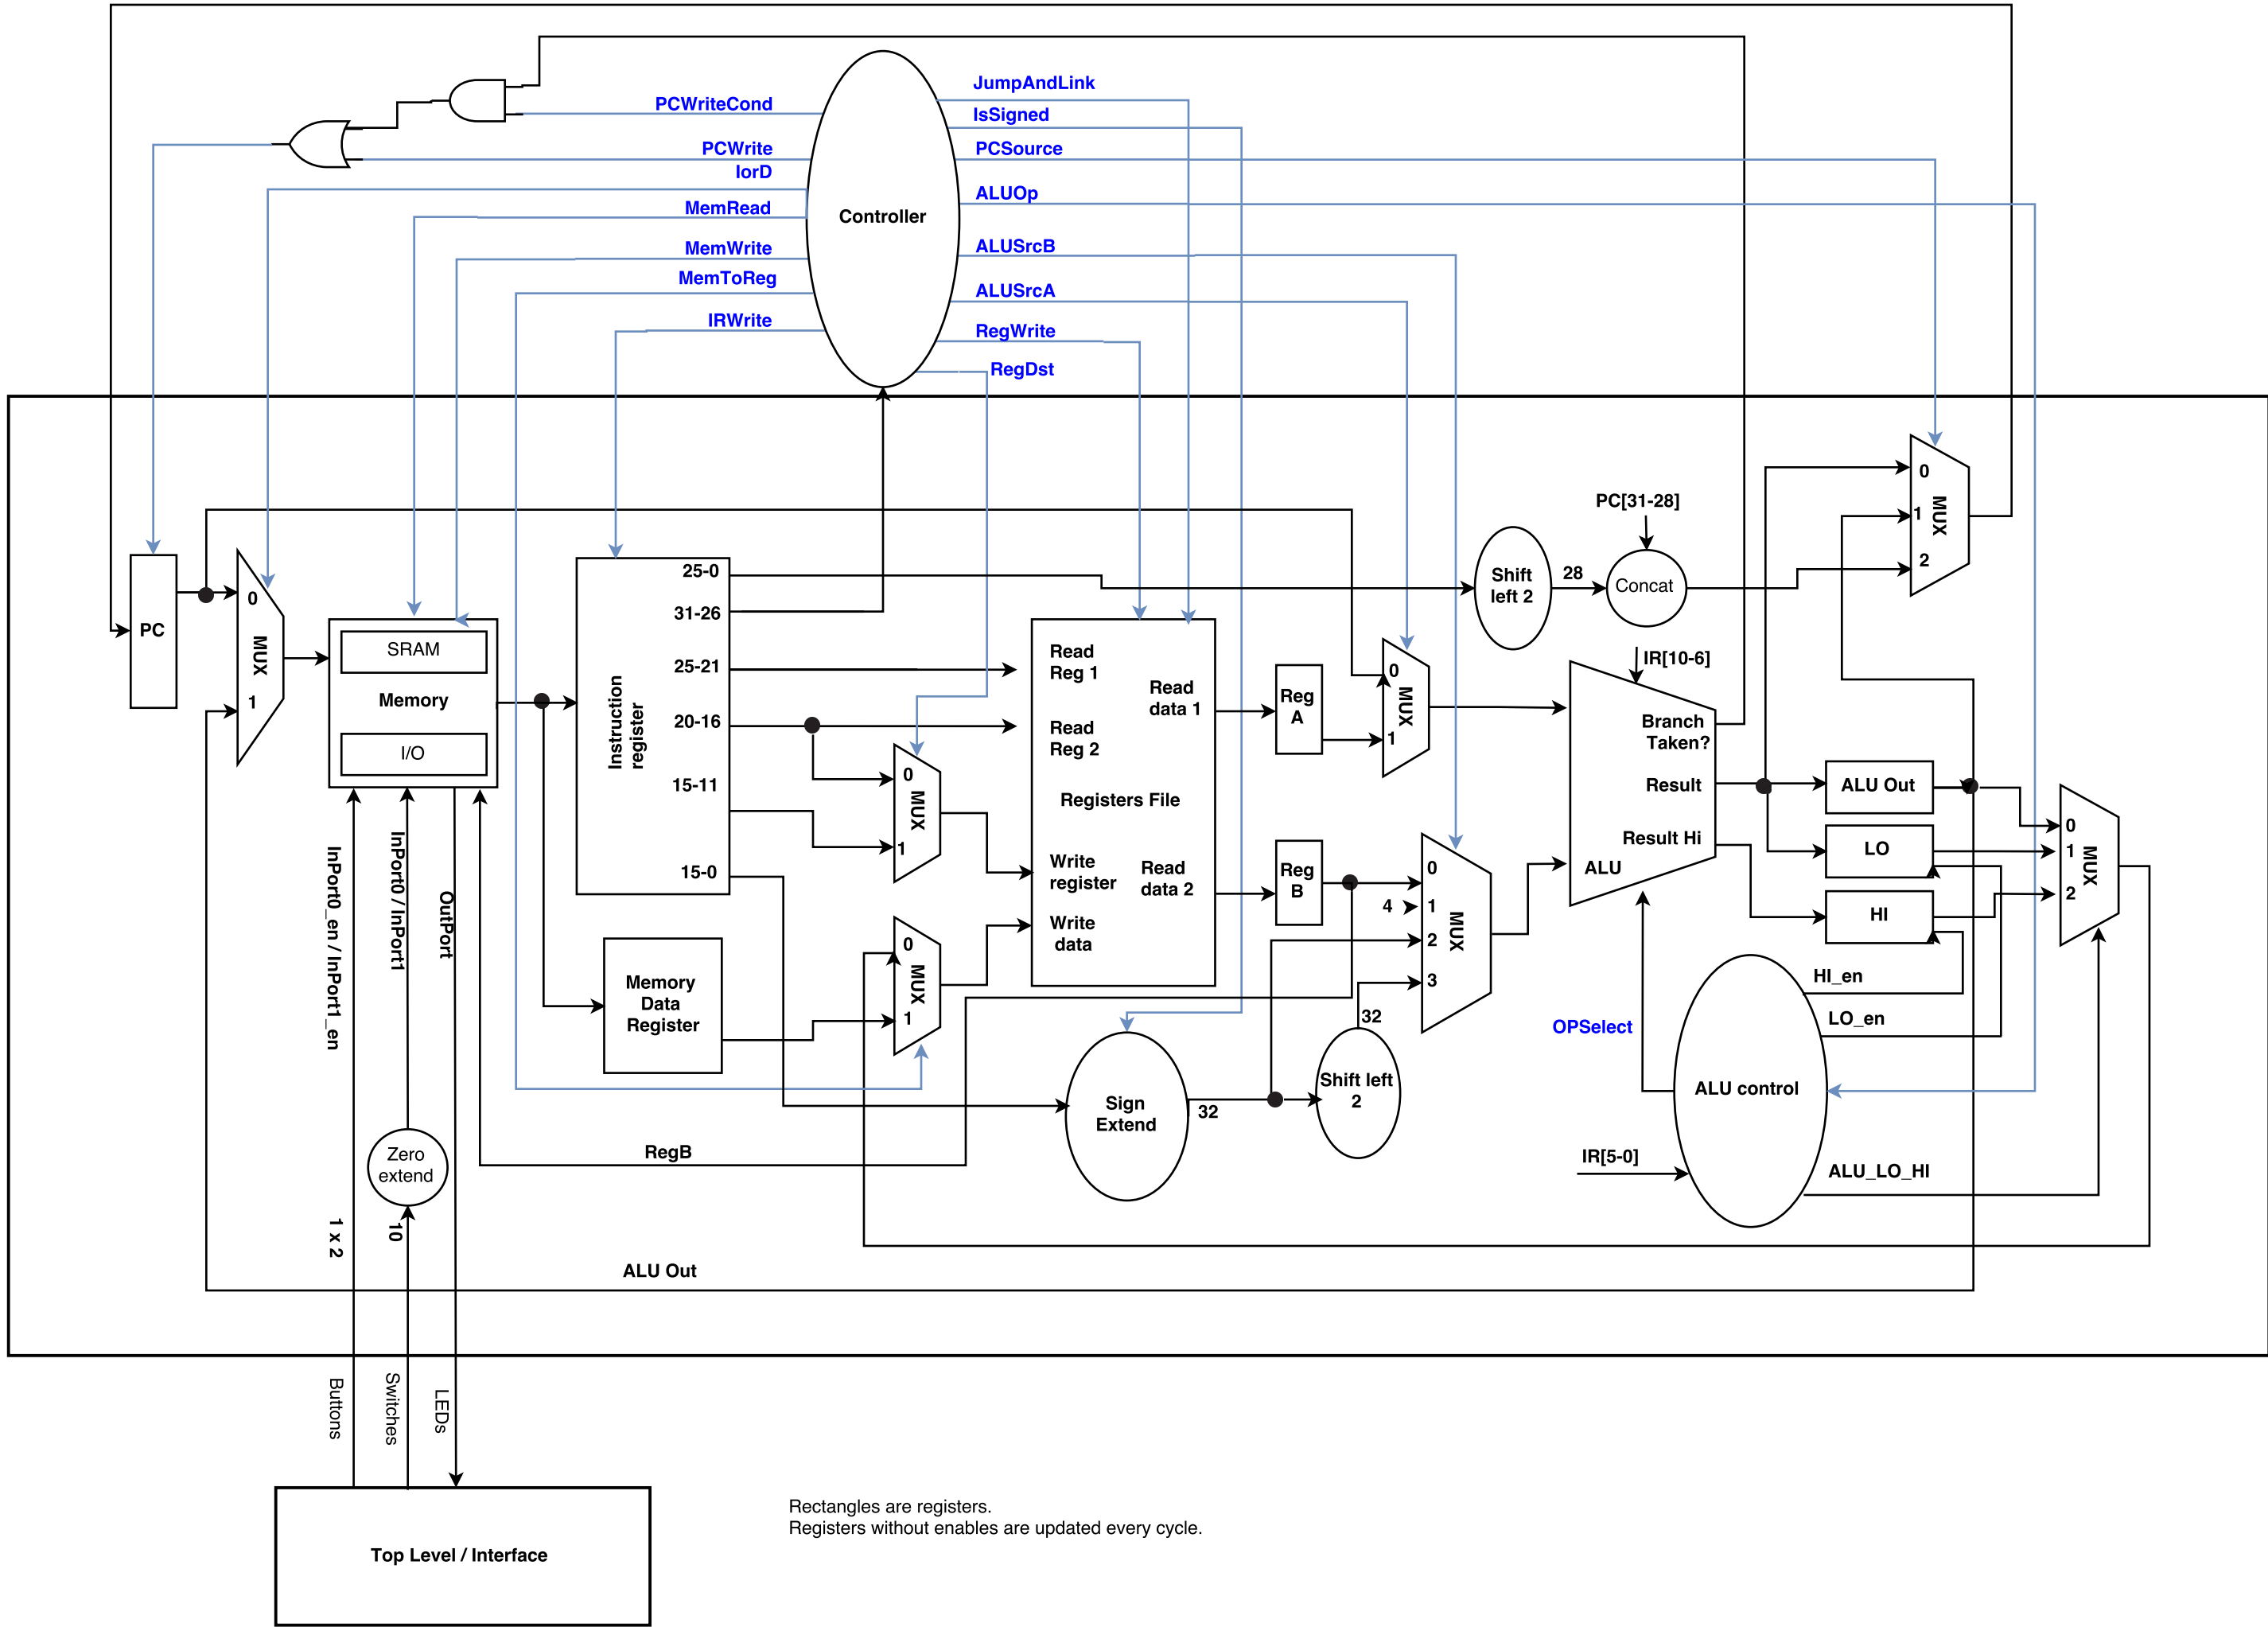 JumpAndLink
PCWriteCond
IsSigned
PCWrite
PCSource
IorD
ALUOp
MemRead
Controller
MemWrite
ALUSrcB
MemToReg
ALUSrcA
IRWrite
RegWrite
RegDst
PC[31-28]
0
MUX
1
2
25-0
31-26
25-21
20-16
15-11
15-0
Instruction
register
Shift
left 2
28
Concat
PC
0
MUX
1
SRAM
Memory
I/O
Read
Reg 1
Read
data 1
Read
Reg 2
Registers File
Write
register
Read
data 2
Write
data
Reg
A
0
MUX
1
IR[10-6]
Branch
Taken?
Result
Result Hi
ALU
ALU Out
LO
HI
0
1
MUX
2
0
MUX
1
Reg
B
0
4
1
MUX
2
3
InPort0_en / InPort1_en
InPort0 / InPort1
OutPort
Memory
Data
Register
0
MUX
1
HI_en
LO_en
OPSelect
32
Shift left
2
ALU control
Sign
Extend
32
Zero
extend
RegB
IR[5-0]
ALU_LO_HI
1 x 2
10
ALU Out
Buttons
Switches
LEDs
Rectangles are registers.
Registers without enables are updated every cycle.
Top Level / Interface